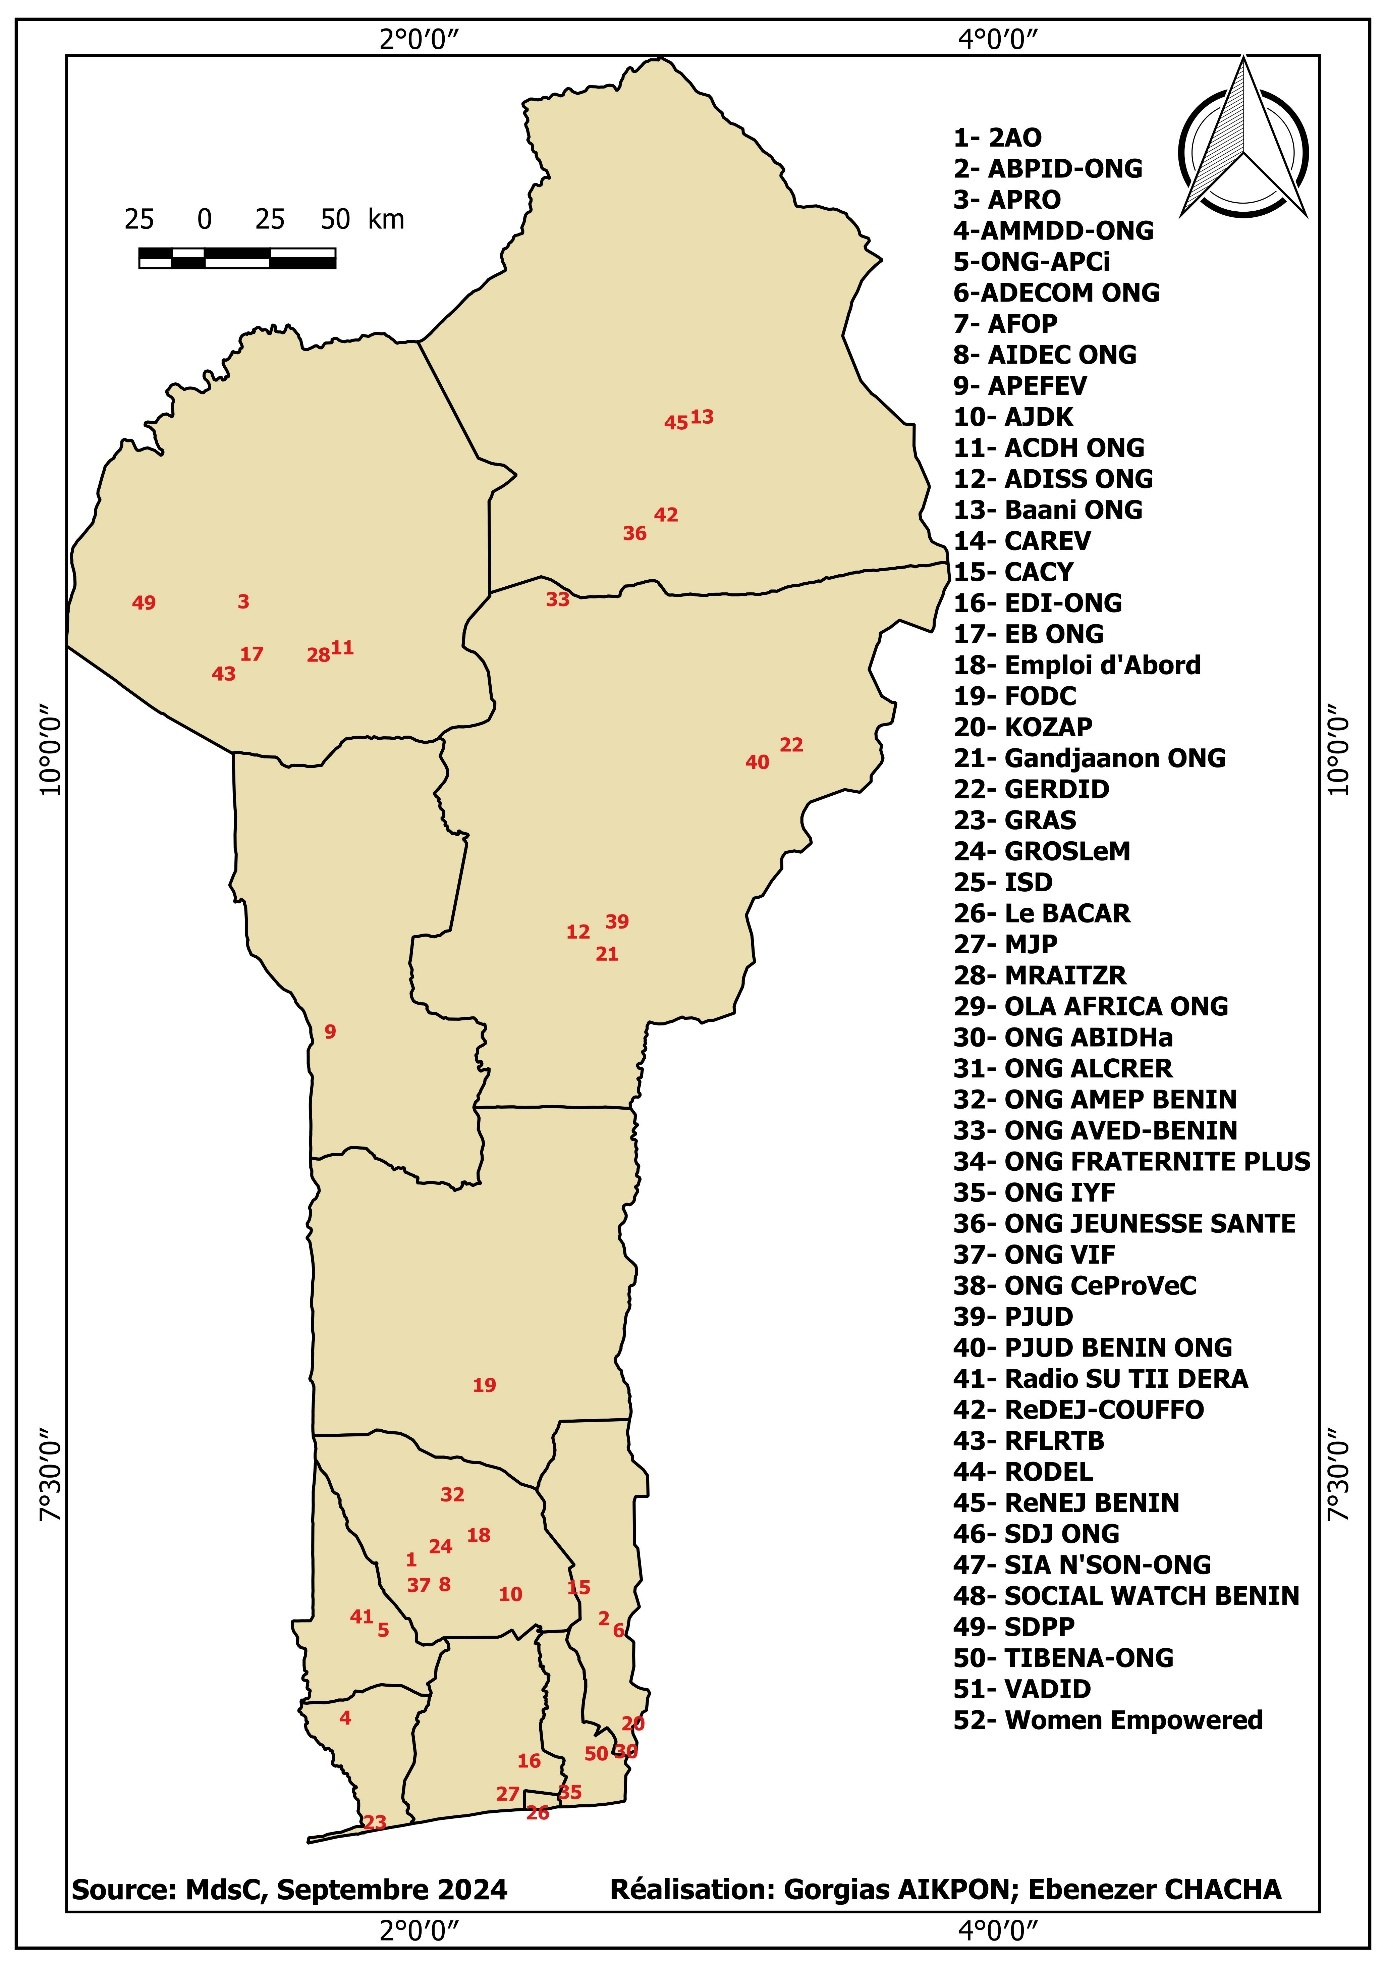 2°0′0″ 4°0′0″
25 0 25 50 km
1- 2AO
2- ABPID-ONG
3- APRO
4-AMMDD-ONG
5-ONG-APCi
6-ADECOM ONG
7- AFOP
8- AIDEC ONG
9- APEFEV
10- AJDK
11- ACDH ONG
12- ADISS ONG
13- Baani ONG
14- CAREV
15- CACY
16- EDI-ONG
17- EB ONG
18- Emploi d'Abord
19- FODC
20- KOZAP
21- Gandjaanon ONG
22- GERDID
23- GRAS
24- GROSLeM
25- ISD
26- Le BACAR
27- MJP
28- MRAITZR
29- OLA AFRICA ONG
30- ONG ABIDHa
31- ONG ALCRER
32- ONG AMEP BENIN
33- ONG AVED-BENIN
34- ONG FRATERNITE PLUS
35- ONG IYF
36- ONG JEUNESSE SANTE
37- ONG VIF
38- ONG CeProVeC
39- PJUD
40- PJUD BENIN ONG
41- Radio SU TII DERA
42- ReDEJ-COUFFO
43- RFLRTB
44- RODEL
45- ReNEJ BENIN
46- SDJ ONG
47- SIA N'SON-ONG
48- SOCIAL WATCH BENIN
49- SDPP
50- TIBENA-ONG
51- VADID
52- Women Empowered
45 13
42
36
49 3 33
17 28 11
43
22
40
39
12
21
9
19
32
18
24
1
37 8 15
10
41 2
5 6
4 20
50 30
16
27 35
26
23
10°0′0″ 10°0′0″
7°30′0″ 7°30′0″
Source: MdsC, Septembre 2024 Réalisation: Gorgias AIKPON; Ebenezer CHACHA
2°0′0″ 4°0′0″